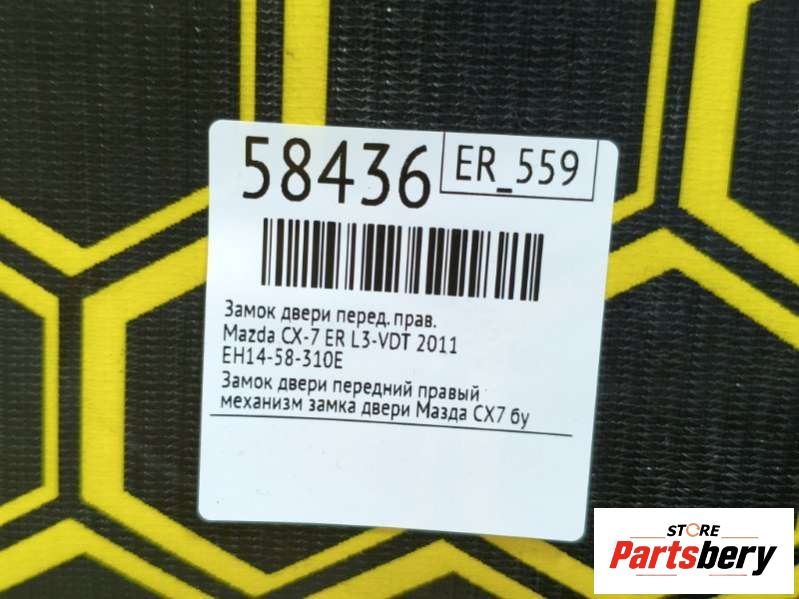 58436
ER_559
Замок двери перед. прав.
Mazda CX-7 ER L3-VDT 2011
EH14-58-310E
Замок двери передний правый
механизм замка двери Мазда CX7 бу
STORE
Partsbery